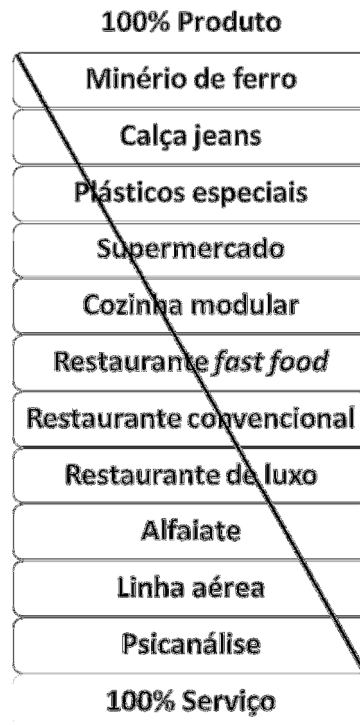 100% Produto
Minério de ferro
Calça jeans
Plásticos especiais
Supermercado
Cozinha modular
Restaurante fast food
Restaurante convencional
Restaurante de luxo
Alfaiate
Linha aérea
Psicanálise
100% Serviço